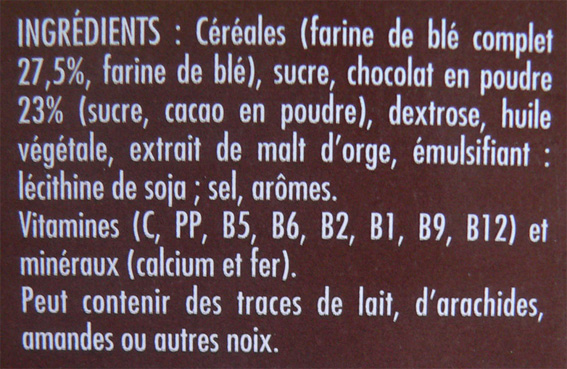 INGRÉDIENTS : Céréales (farine de blé complet
27,5%, farine de blé), sucre, chocolat en poudre
23% (sucre, cacao en poudre), dextrose, huile
végétale, extrait de malt d'orge, émulsifiant :
lécithine de soja ; sel, arômes.
Vitamines (C, PP, B5, B6, B2, B1, B9, B12) et
minéraux (calcium et fer).
Peut contenir des traces de lait, d'arachides,
amandes ou autres noix.